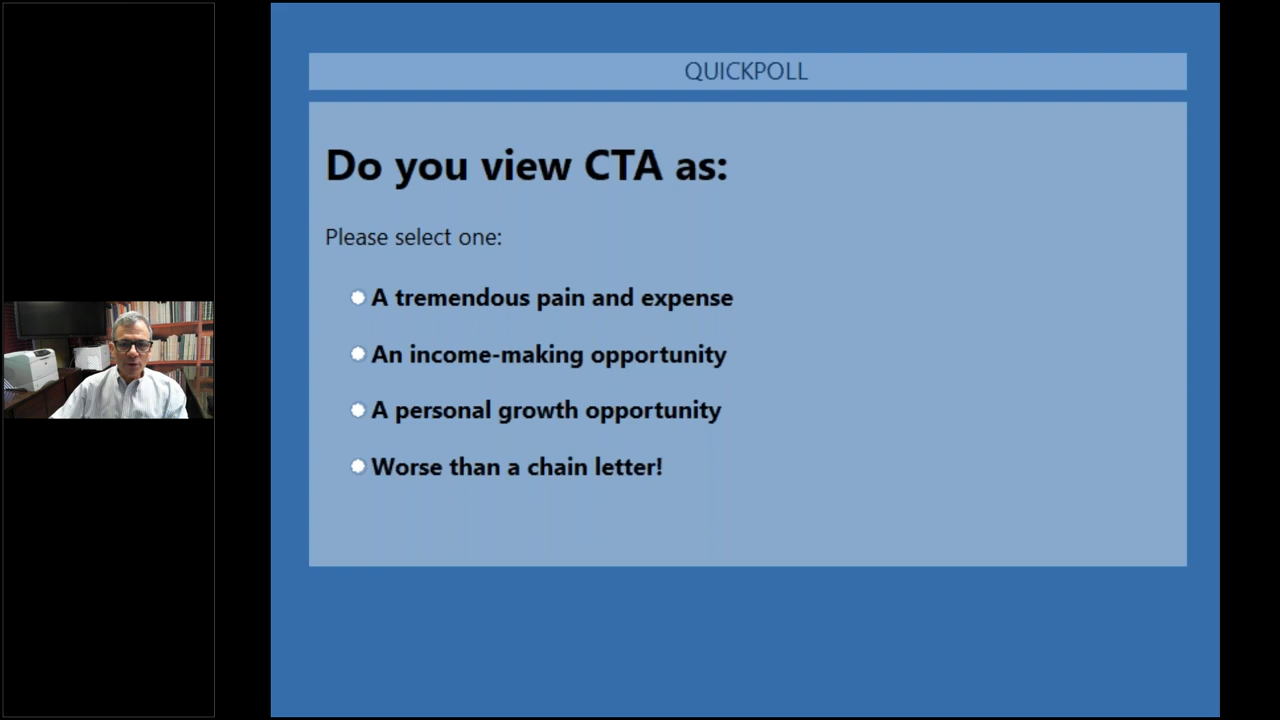 QUICKPOLL
Do you view CTA as:
Please select one:
A tremendous pain and expense
An income-making opportunity
A personal growth opportunity
Worse than a chain letter!